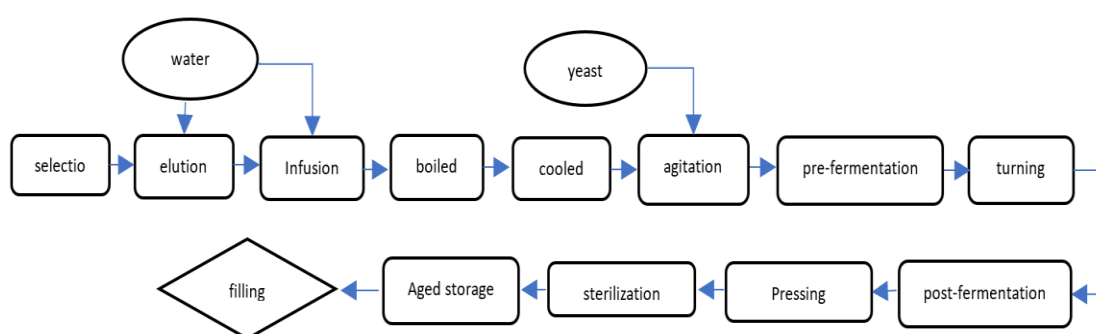 water
yeast
selectio
elution
Infusion
boiled
cooled
agitation
pre-fermentation
turning
filling
Aged storage
sterilization
Pressing
post-fermentation